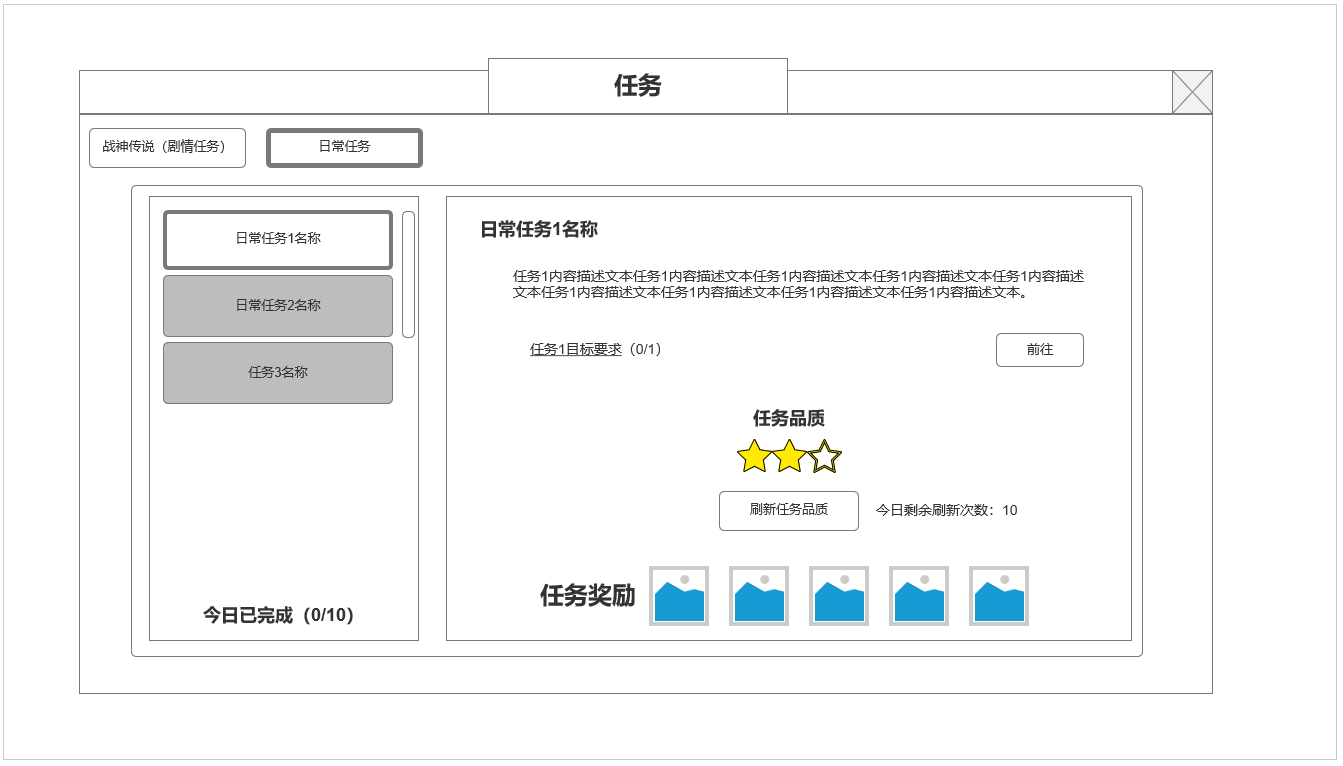 任务
战神传说（剧情任务）
日常任务
日常任务1名称
日常任务2名称
任务3名称
今日已完成（0/10）
日常任务1名称
任务1内容描述文本任务1内容描述文本任务1内容描述文本任务1内容描述文本任务1内容描述
文本任务1内容描述文本任务1内容描述文本任务1内容描述文本任务1内容描述文本。
任务1目标要求（0/1）
前往
任务品质
刷新任务品质
今日剩余刷新次数：10
任务奖励